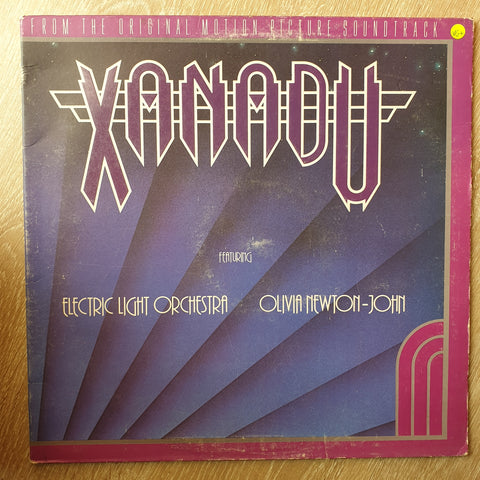 FROM THE ORIGINAL MOTION PICTURE SOUNDTRACK
XANADU
FEATURING
ELECTRIC LIGHT ORCHESTRA OLIVIA NEWTON-JOHN